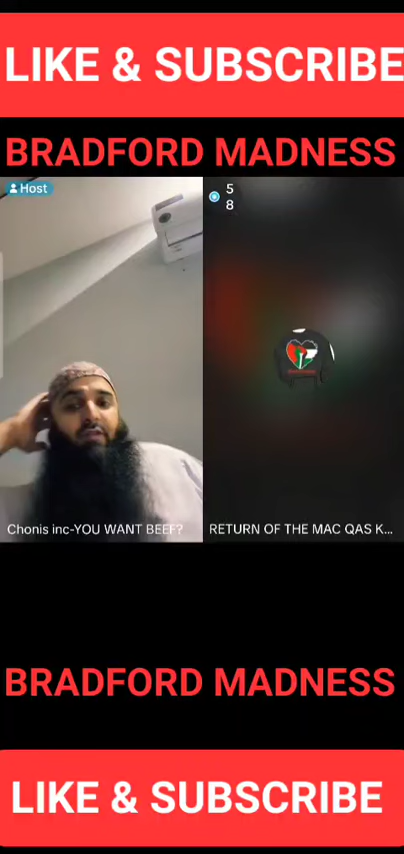 LIKE & SUBSCRIBE
BRADFORD MADNESS
Host
5
8
Chonis inc-YOU WANT BEEF?
RETURN OF THE MAC QAS K...
BRADFORD MADNESS
LIKE & SUBSCRIBE